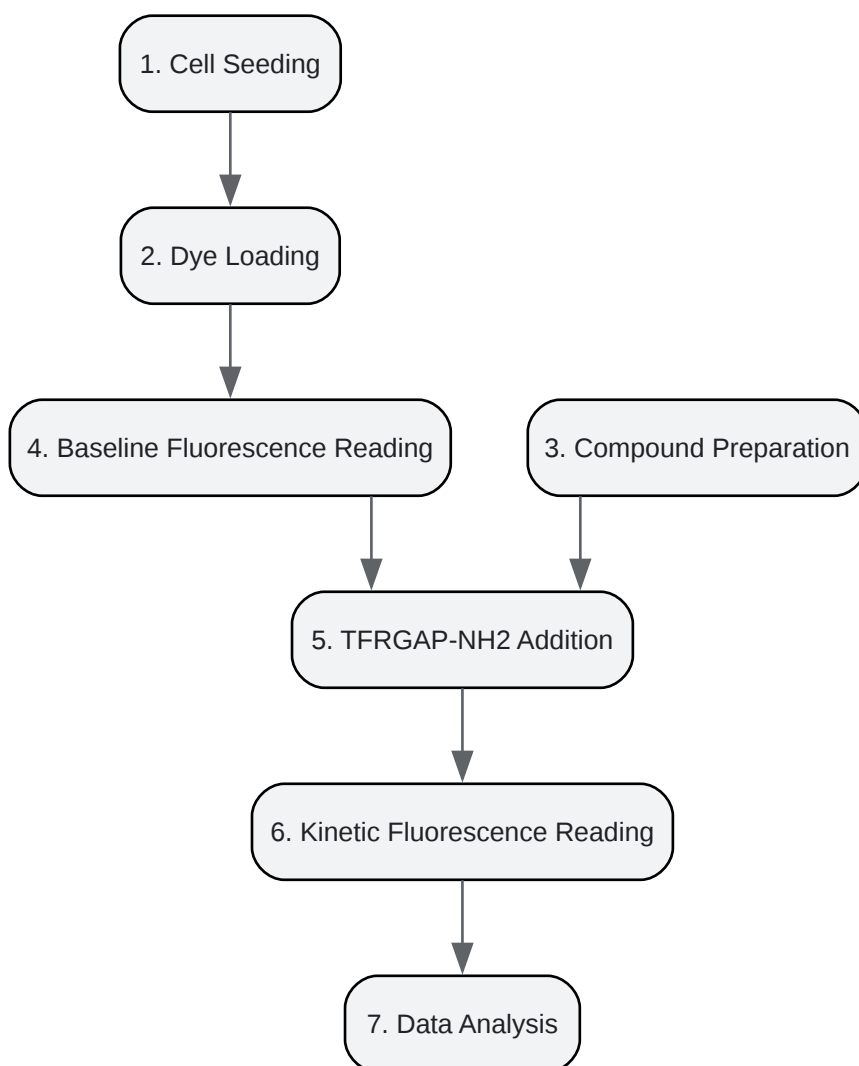 1. Cell Seeding
2. Dye Loading
4. Baseline Fluorescence Reading
3. Compound Preparation
5. TFRGAP-NH2 Addition
6. Kinetic Fluorescence Reading
7. Data Analysis